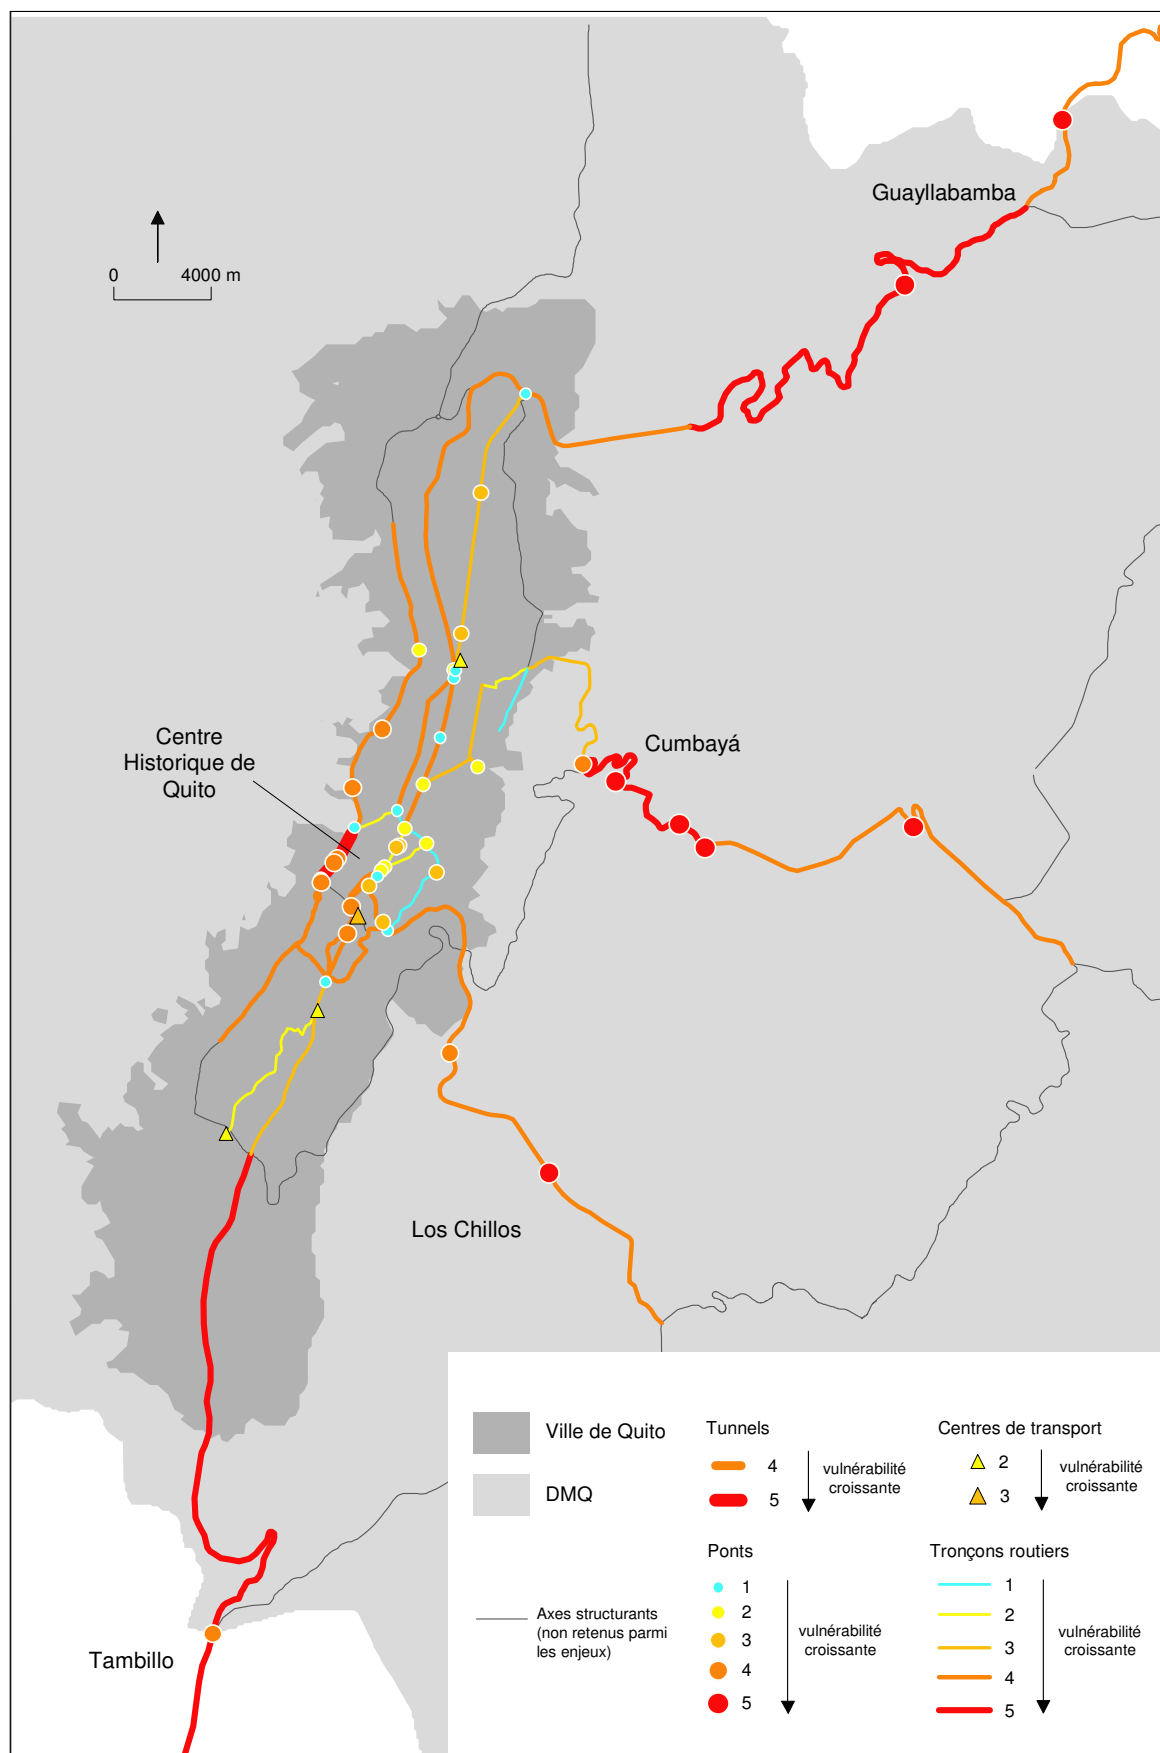 Guayllabamba
0 4000 m
Cumbayá
Centre
Historique de
Quito
Los Chillos
Tambillo
Ville de Quito
DMQ
Axes structurants
(non retenus parmi
les enjeux)
Tunnels
4
5
vulnérabilité
croissante
Ponts
1
2
3
4
5
vulnérabilité
croissante
Centres de transport
2
3
vulnérabilité
croissante
Tronçons routiers
1
2
3
4
5
vulnérabilité
croissante